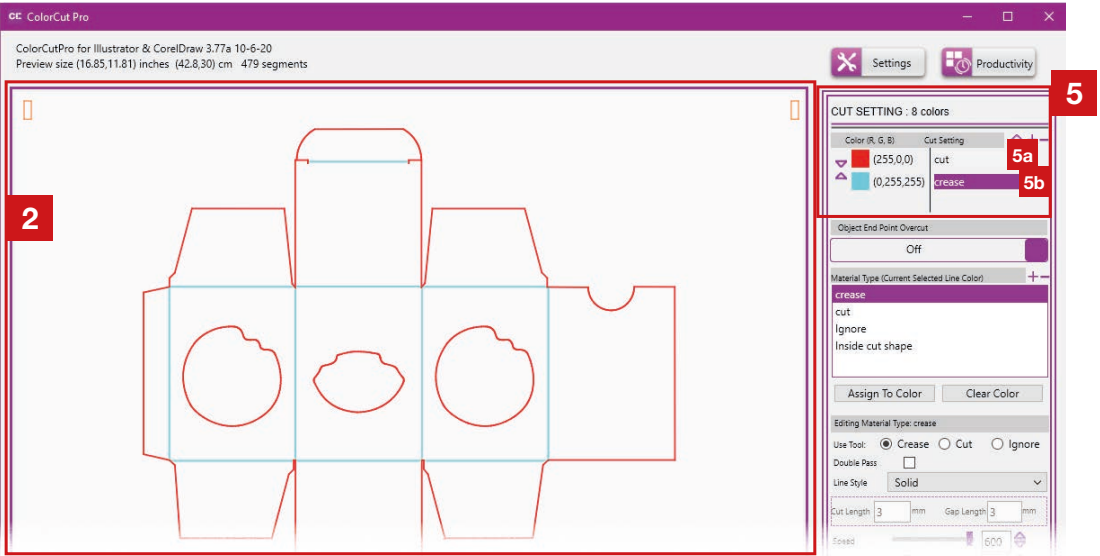 CC ColorCut Pro
ColorCutPro for Illustrator & CorelDraw 3.77a 10-6-20
Preview size (16.85,11.81) inches (42.8,30) cm 479 segments
Settings
Productivity
2
5
CUT SETTING : 8 colors
Color (R, G, B) Cut Setting
(255,0,0) cut
5a
(0,255,255) crease
5b
Object End Point Overcut
Off
Material Type (Current Selected Line Color)
crease
cut
Ignore
Inside cut shape
Assign To Color Clear Color
Editing Material Type: crease
Use Tool: Crease Cut Ignore
Double Pass
Line Style Solid
Cut Length 3 mm Gap Length 3 mm
Speed 600